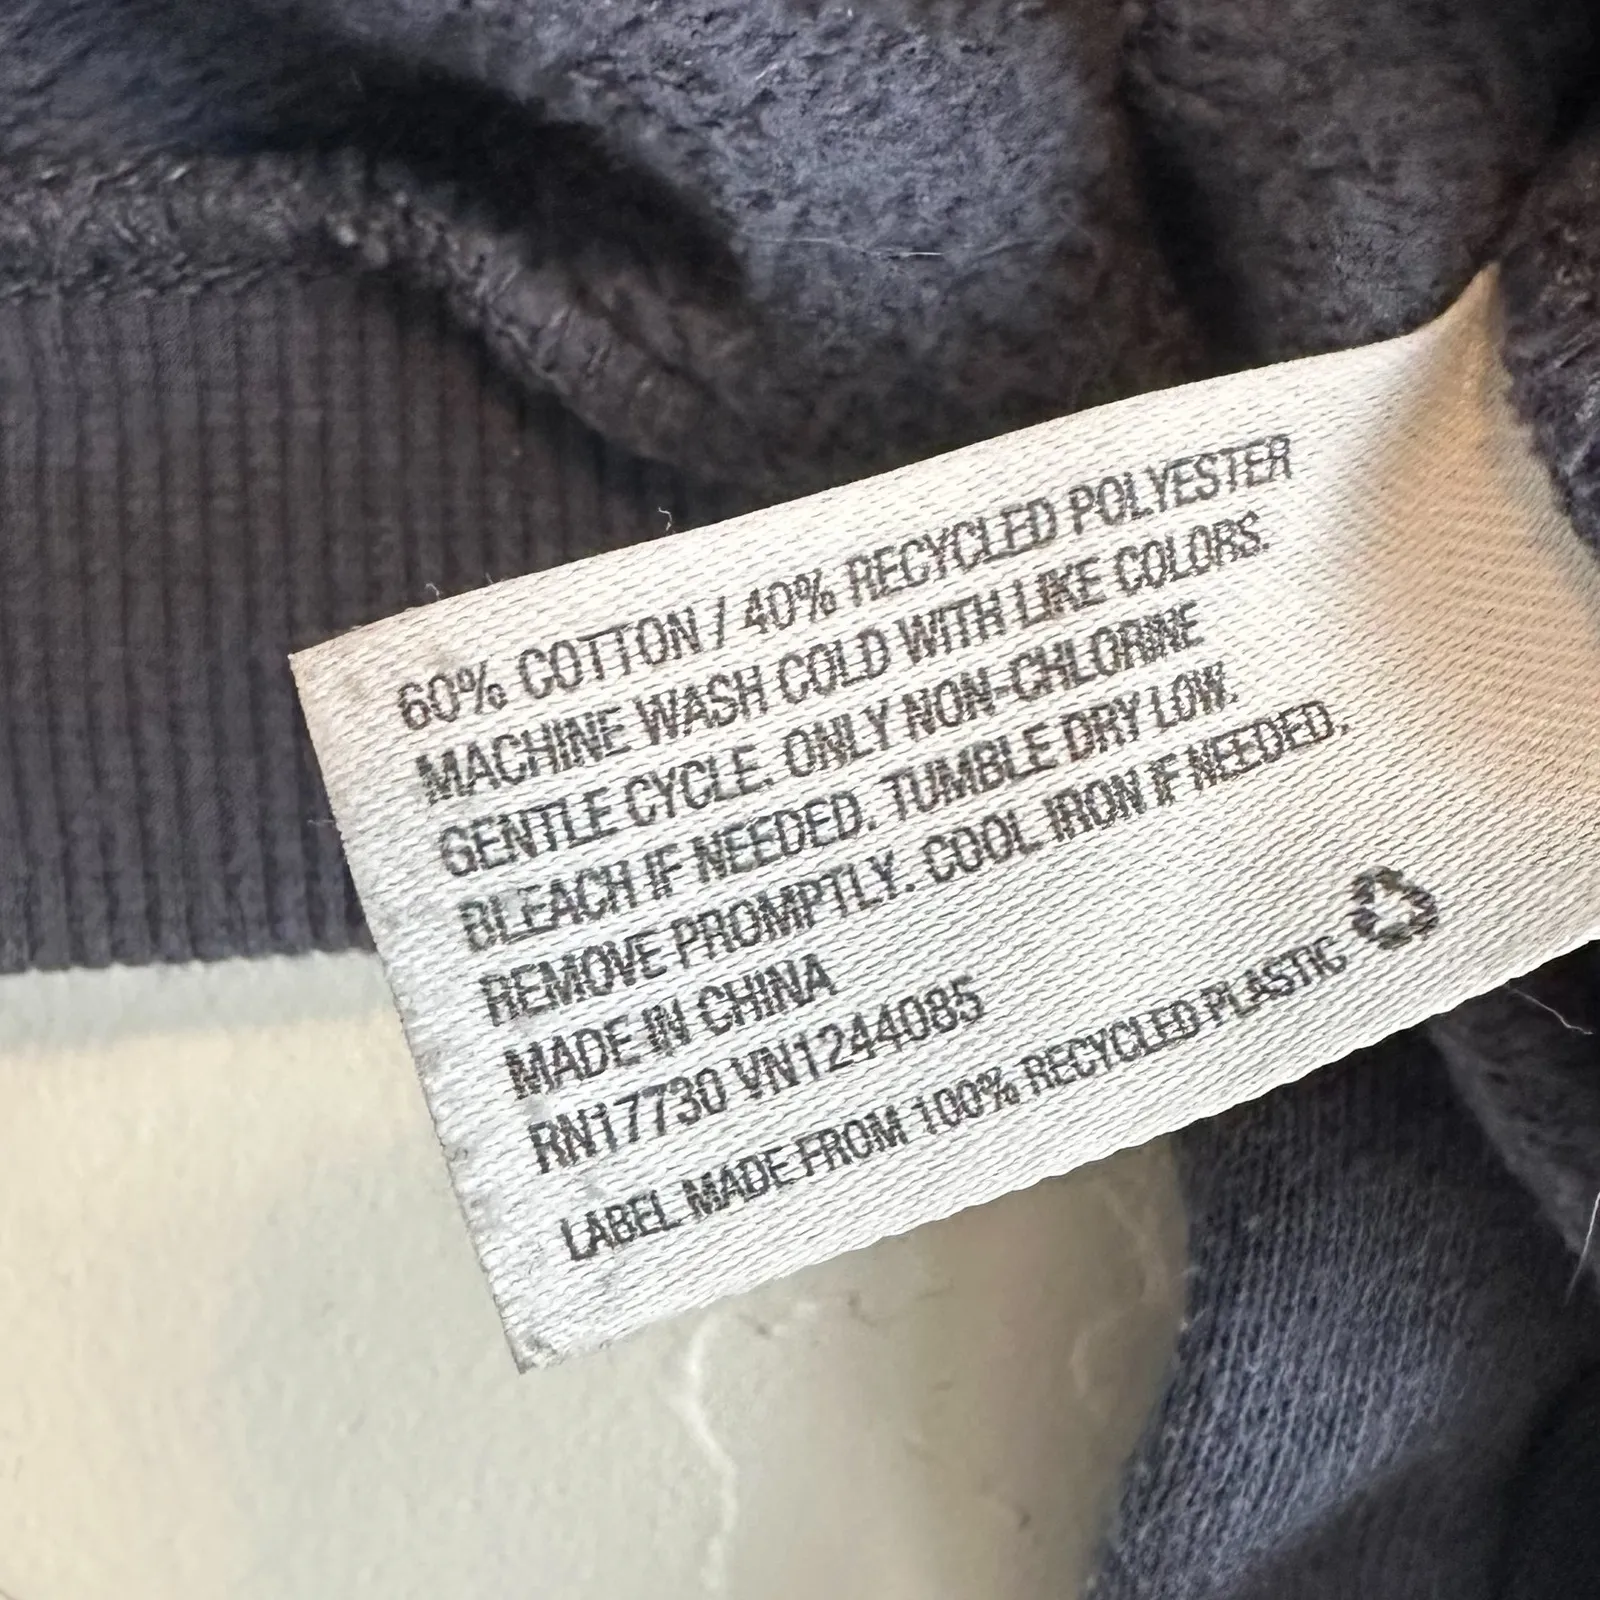 60% COTTON / 40% RECYCLED POLYESTER
MACHINE WASH COLD WITH LIKE COLORS.
GENTLE CYCLE. ONLY NON-CHLORINE
BLEACH IF NEEDED. TUMBLE DRY LOW.
REMOVE PROMPTLY. COOL IRON IF NEEDED.
MADE IN CHINA
RN17730 VN1244085
LABEL MADE FROM 100% RECYCLED PLASTIC